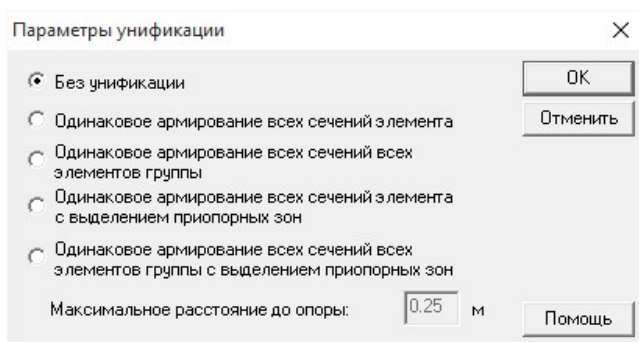 Параметры унификации
Без унификации
OK
Одинаковое армирование всех сечений элемента
Отменить
Одинаковое армирование всех сечений всех
элементов группы
Одинаковое армирование всех сечений элемента
с выделением приопорных зон
Одинаковое армирование всех сечений всех
элементов группы с выделением приопорных зон
Максимальное расстояние до опоры: 0.25 м
Помощь